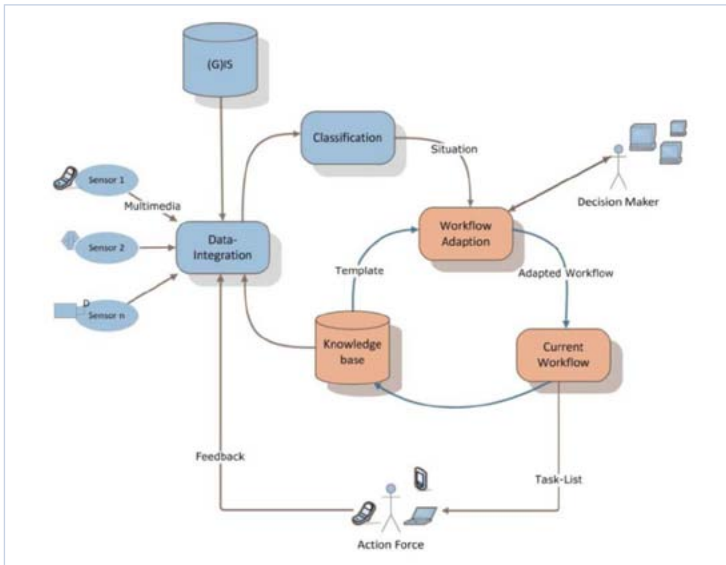 (G)IS
Classification
Situation
Sensor 1
Multimedia
Decision Maker
Sensor 2
Data-
Integration
Workflow
Adaption
Template
Adapted Workflow
D
Sensor n
Knowledge
base
Current
Workflow
Feedback
Task-List
Action Force